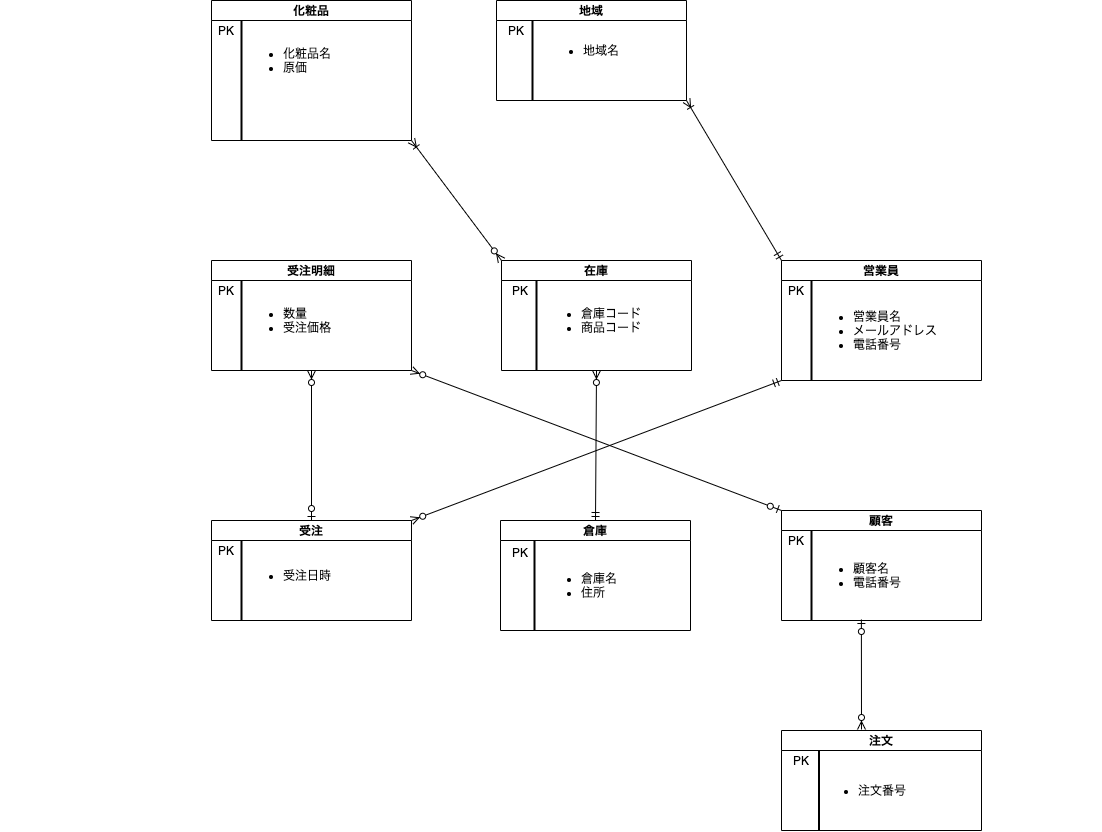 化粧品
PK
• 化粧品名
• 原価
地域
PK
• 地域名
受注明細
PK
• 数量
• 受注価格
在庫
PK
• 倉庫コード
• 商品コード
営業員
PK
• 営業員名
• メールアドレス
• 電話番号
受注
PK
• 受注日時
倉庫
PK
• 倉庫名
• 住所
顧客
PK
• 顧客名
• 電話番号
注文
PK
• 注文番号